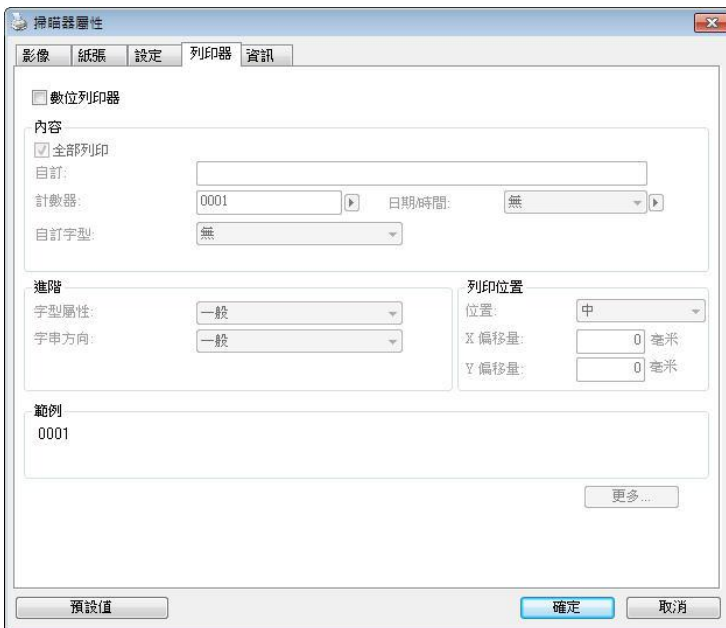 掃瞄器屬性
影像 紙張 設定 列印器 資訊
數位列印器
內容
全部列印
自訂:
計數器: 0001 日期/時間: 無
自訂字型: 無
進階
字型屬性: 一般
字串方向: 一般
列印位置
位置: 中
X 偏移量: 0 毫米
Y 偏移量: 0 毫米
範例
0001
更多...
預設值 確定 取消